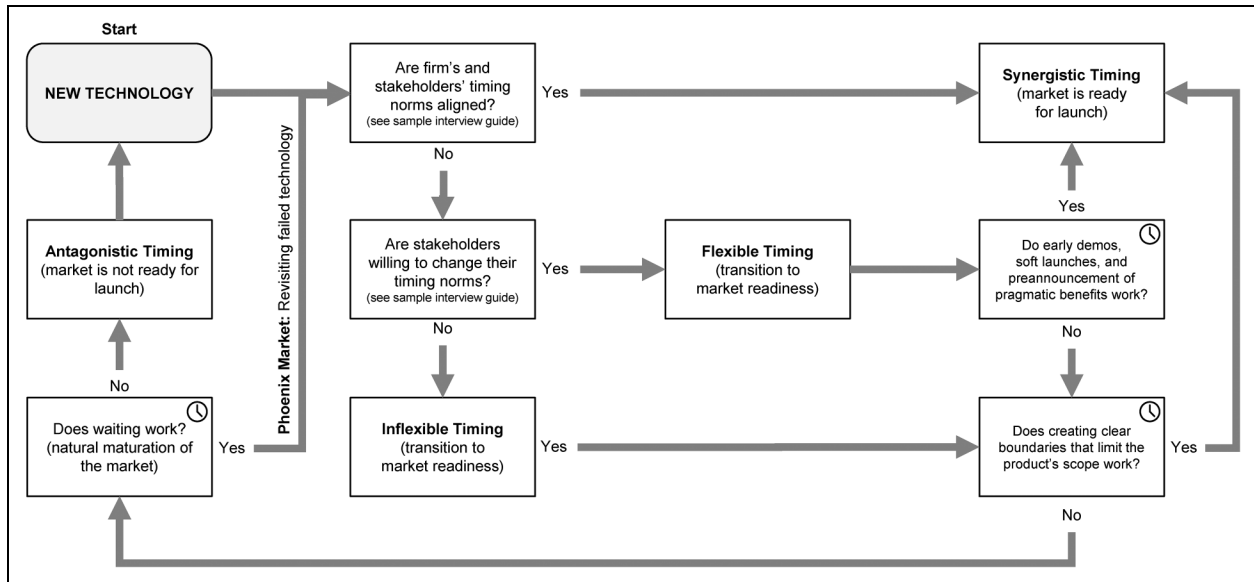 Start
NEW TECHNOLOGY
Are firm's and
stakeholders' timing
norms aligned?
(see sample interview guide)
Yes
Synergistic Timing
(market is ready
for launch)
No
Yes
Antagonistic Timing
(market is not ready for
launch)
Phoenix Market: Revisiting failed technology
Are stakeholders
willing to change their
timing norms?
(see sample interview guide)
Yes
Flexible Timing
(transition to
market readiness)
Do early demos,
soft launches, and
preannouncement of
pragmatic benefits work?
No
No
No
Does waiting work?
(natural maturation of
the market)
Yes
Inflexible Timing
(transition to
market readiness)
Yes
Does creating clear
boundaries that limit the
product's scope work?
Yes
No